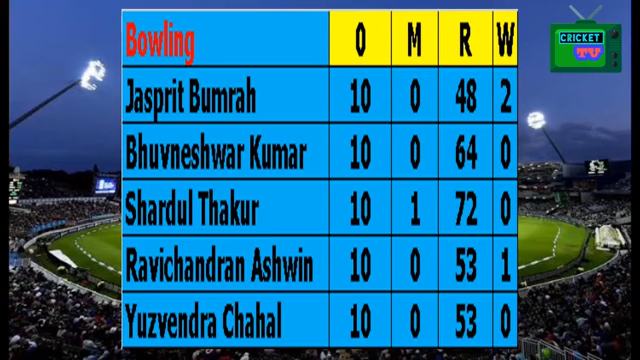 Bowling O M R W
Jasprit Bumrah 10 0 48 2
Bhuvneshwar Kumar 10 0 64 0
Shardul Thakur 10 1 72 0
Ravichandran Ashwin 10 0 53 1
Yuzvendra Chahal 10 0 53 0
CRICKET
TV